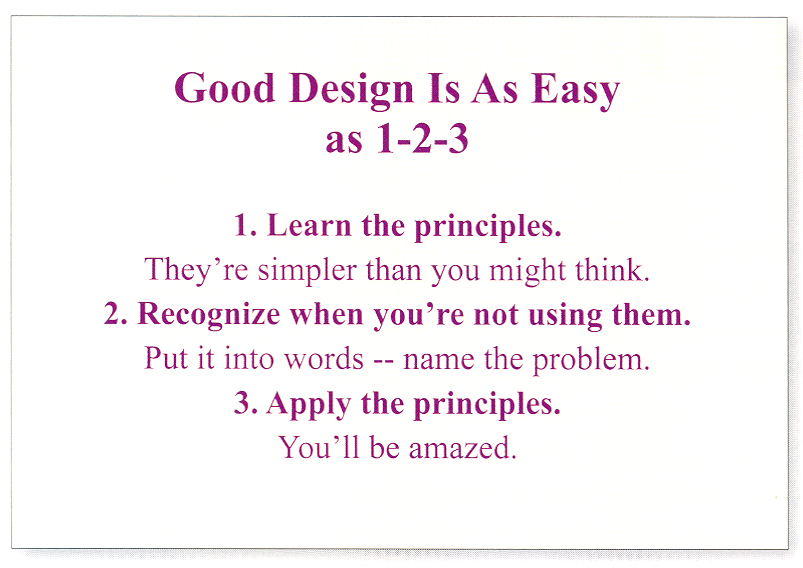 Good Design Is As Easy
as 1-2-3
1. Learn the principles.
They’re simpler than you might think.
2. Recognize when you’re not using them.
Put it into words -- name the problem.
3. Apply the principles.
You’ll be amazed.